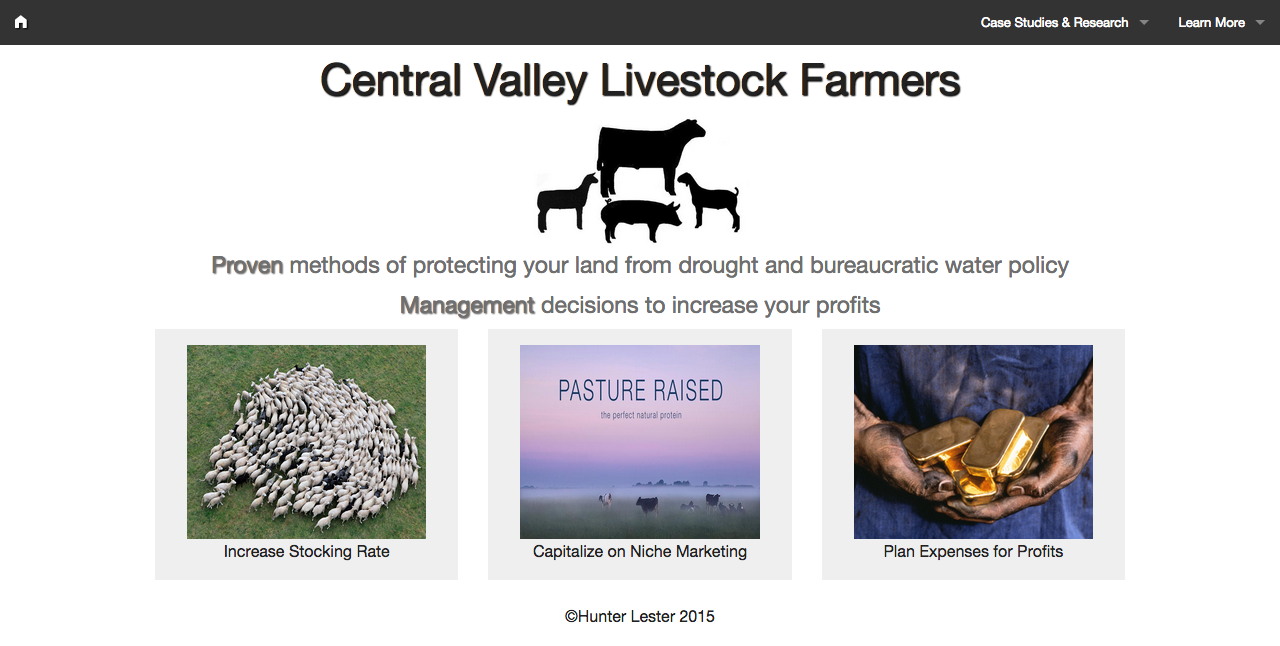 Case Studies & Research
Learn More
Central Valley Livestock Farmers
Proven methods of protecting your land from drought and bureaucratic water policy
Management decisions to increase your profits
PASTURE RAISED
the perfect natural protein
Increase Stocking Rate
Capitalize on Niche Marketing
Plan Expenses for Profits
©Hunter Lester 2015